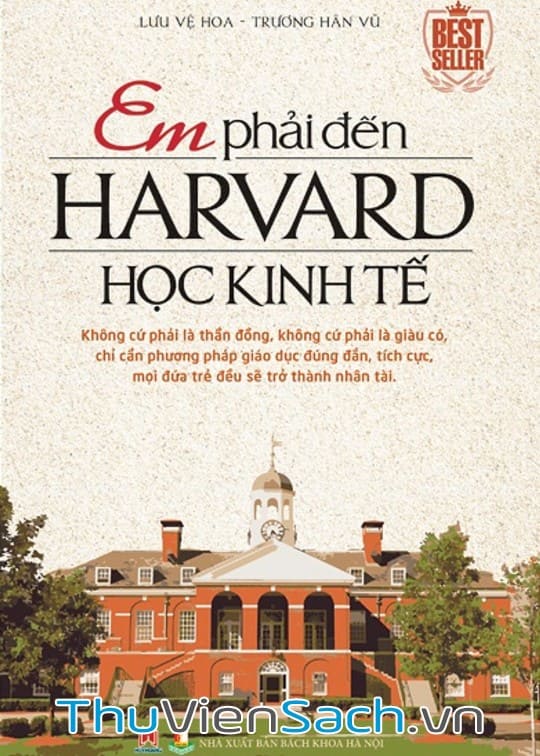 LƯU VỆ HOA - TRƯƠNG HÂN VŨ
BEST
SELLER
Em phải đến
HARVARD
HỌC KINH TẾ
Không cứ phải là thần đồng, không cứ phải là giàu có,
chỉ cần phương pháp giáo dục đúng đắn, tích cực,
mọi đứa trẻ đều sẽ trở thành nhân tài.
ThuVienSach.vn
NHÀ XUẤT BẢN BÁCH KHOA HÀ NỘI